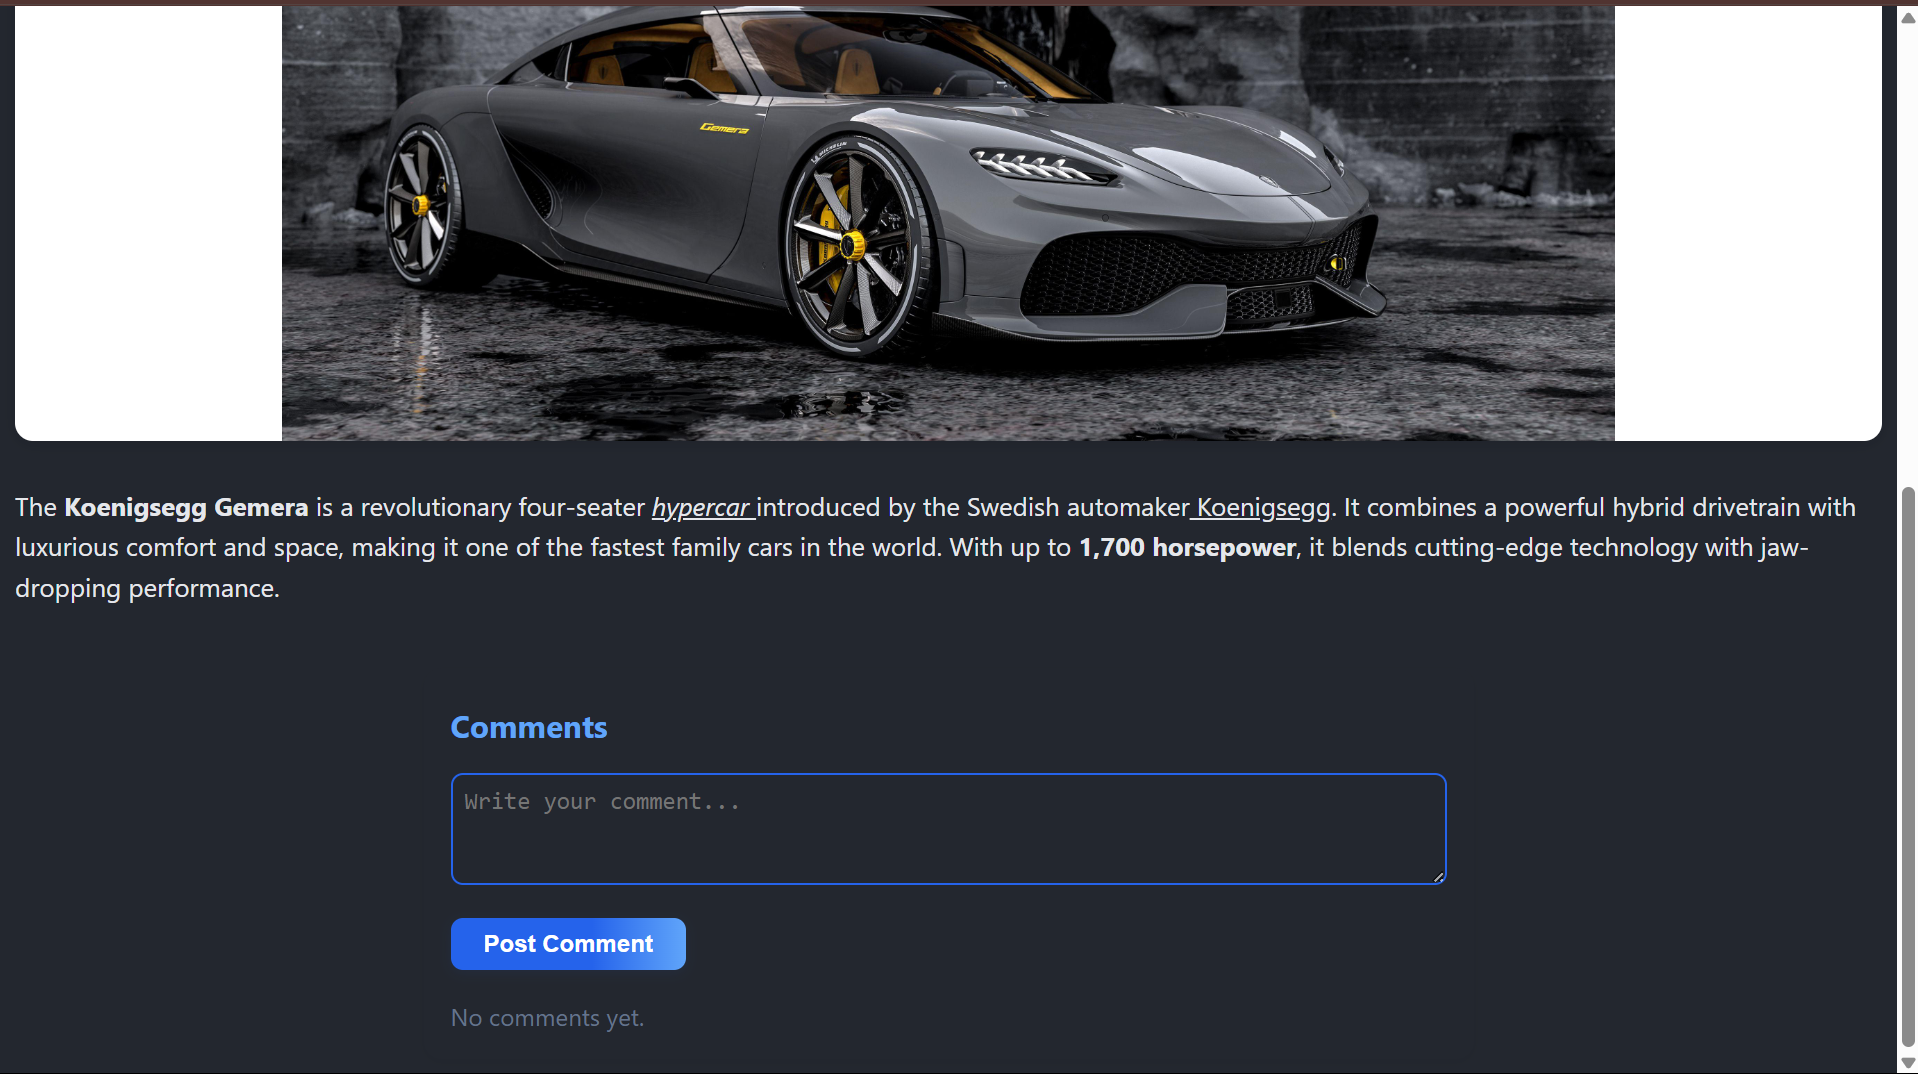 Gemera
MICHELIN
The Koenigsegg Gemera is a revolutionary four-seater hypercar introduced by the Swedish automaker Koenigsegg. It combines a powerful hybrid drivetrain with
luxurious comfort and space, making it one of the fastest family cars in the world. With up to 1,700 horsepower, it blends cutting-edge technology with jaw-
dropping performance.
Comments
Write your comment...
Post Comment
No comments yet.